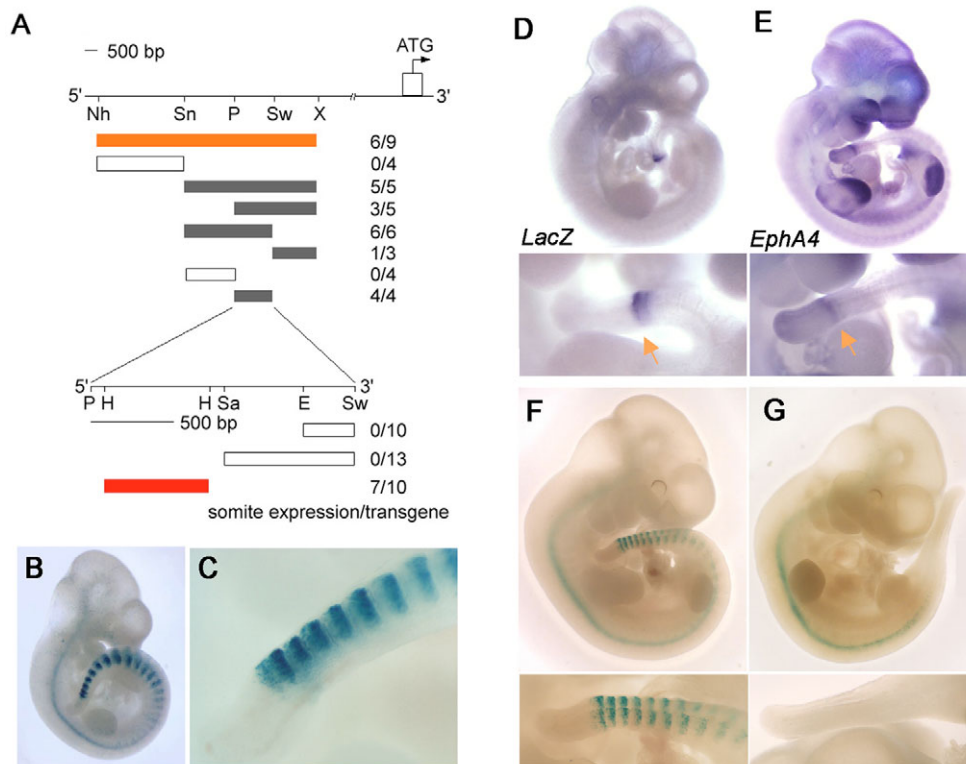 A
500 bp
ATG
5' 3'
Nh Sn P Sw X
6/9
0/4
5/5
3/5
6/6
1/3
0/4
4/4
5' 3'
P H H Sa E Sw
500 bp
0/10
0/13
7/10
somite expression/transgene
B
C
D
E
LacZ
EphA4
F
G